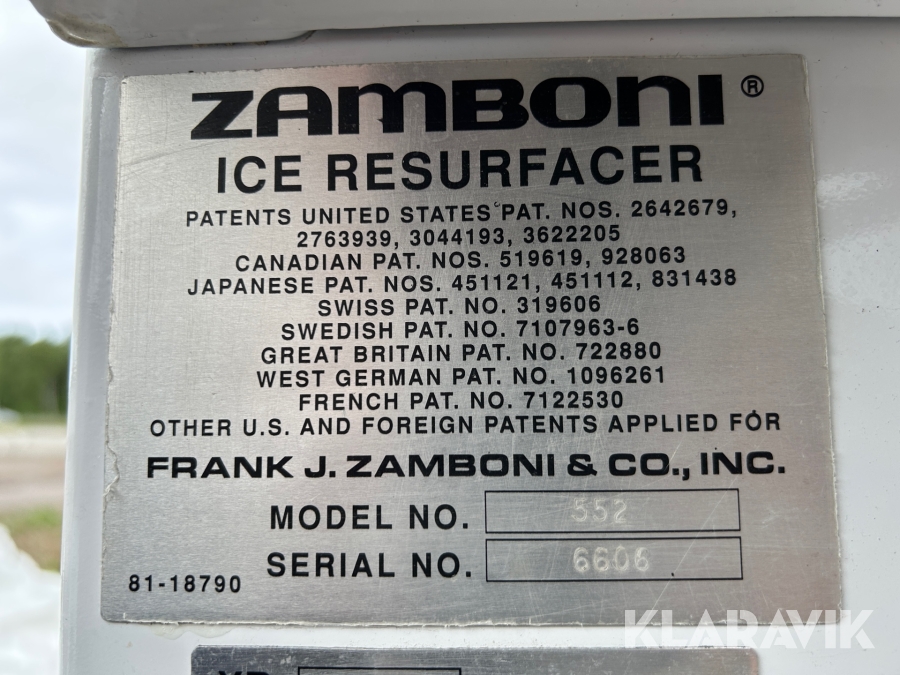 ZAMBONI®
ICE RESURFACER
PATENTS UNITED STATES PAT. NOS. 2642679,
2763939, 3044193, 3622205
CANADIAN PAT. NOS. 519619, 928063
JAPANESE PAT. NOS. 451121, 451112, 831438
SWISS PAT. NO. 319606
SWEDISH PAT. NO. 7107963-6
GREAT BRITAIN PAT. NO. 722880
WEST GERMAN PAT. NO. 1096261
FRENCH PAT. NO. 7122530
OTHER U.S. AND FOREIGN PATENTS APPLIED FOR
FRANK J. ZAMBONI & CO., INC.
MODEL NO. 552
SERIAL NO. 6606
81-18790
KLARAVIK